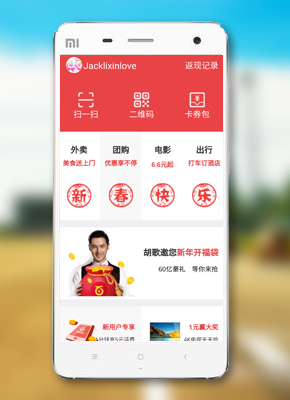 mi
Jacklixinlove 返现记录
扫一扫 二维码 卡券包
外卖 团购 电影 出行
美食送上门 优惠享不停 6.6元起 打车订酒店
新 春 快 乐
胡歌邀您新年开福袋
60亿豪礼 等你来抢
新用户专享 1元赢大奖